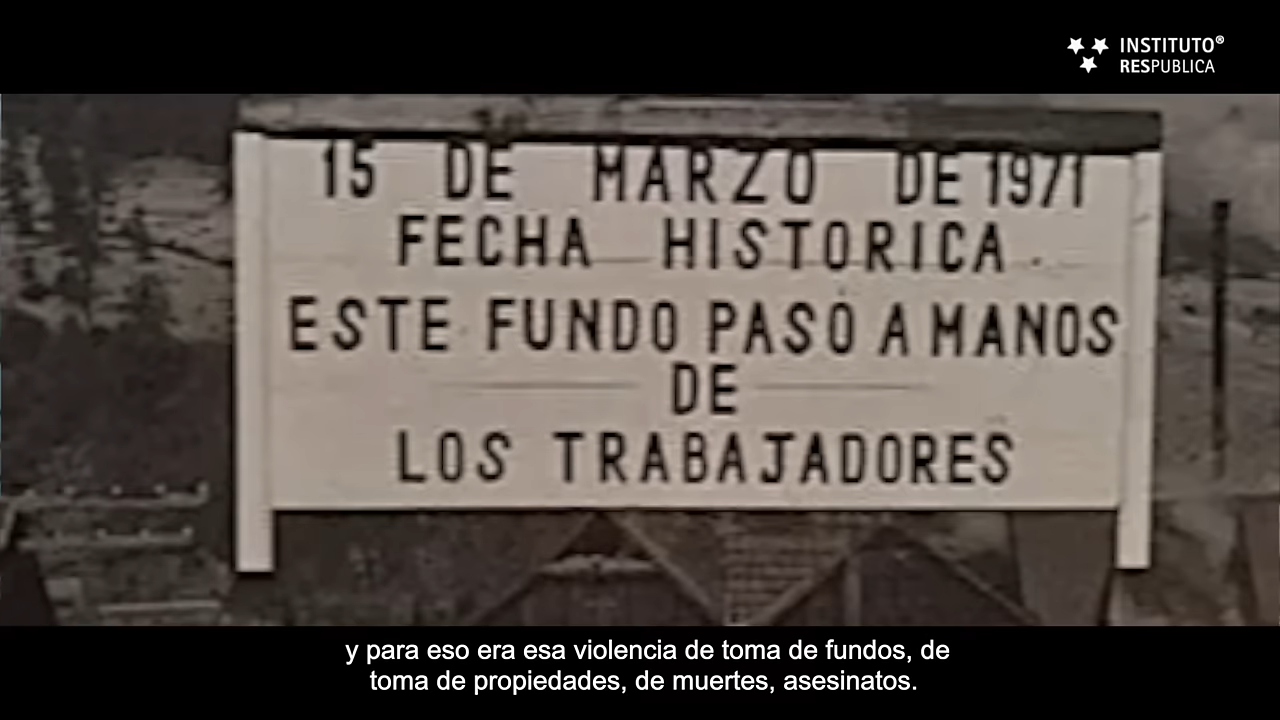 INSTITUTO®
RESPUBLICA
15 DE MARZO DE 1971
FECHA HISTORICA.
ESTE FUNDO PASÓ A MANOS
DE
LOS TRABAJADORES
y para eso era esa violencia de toma de fundos, de
toma de propiedades, de muertes, asesinatos.